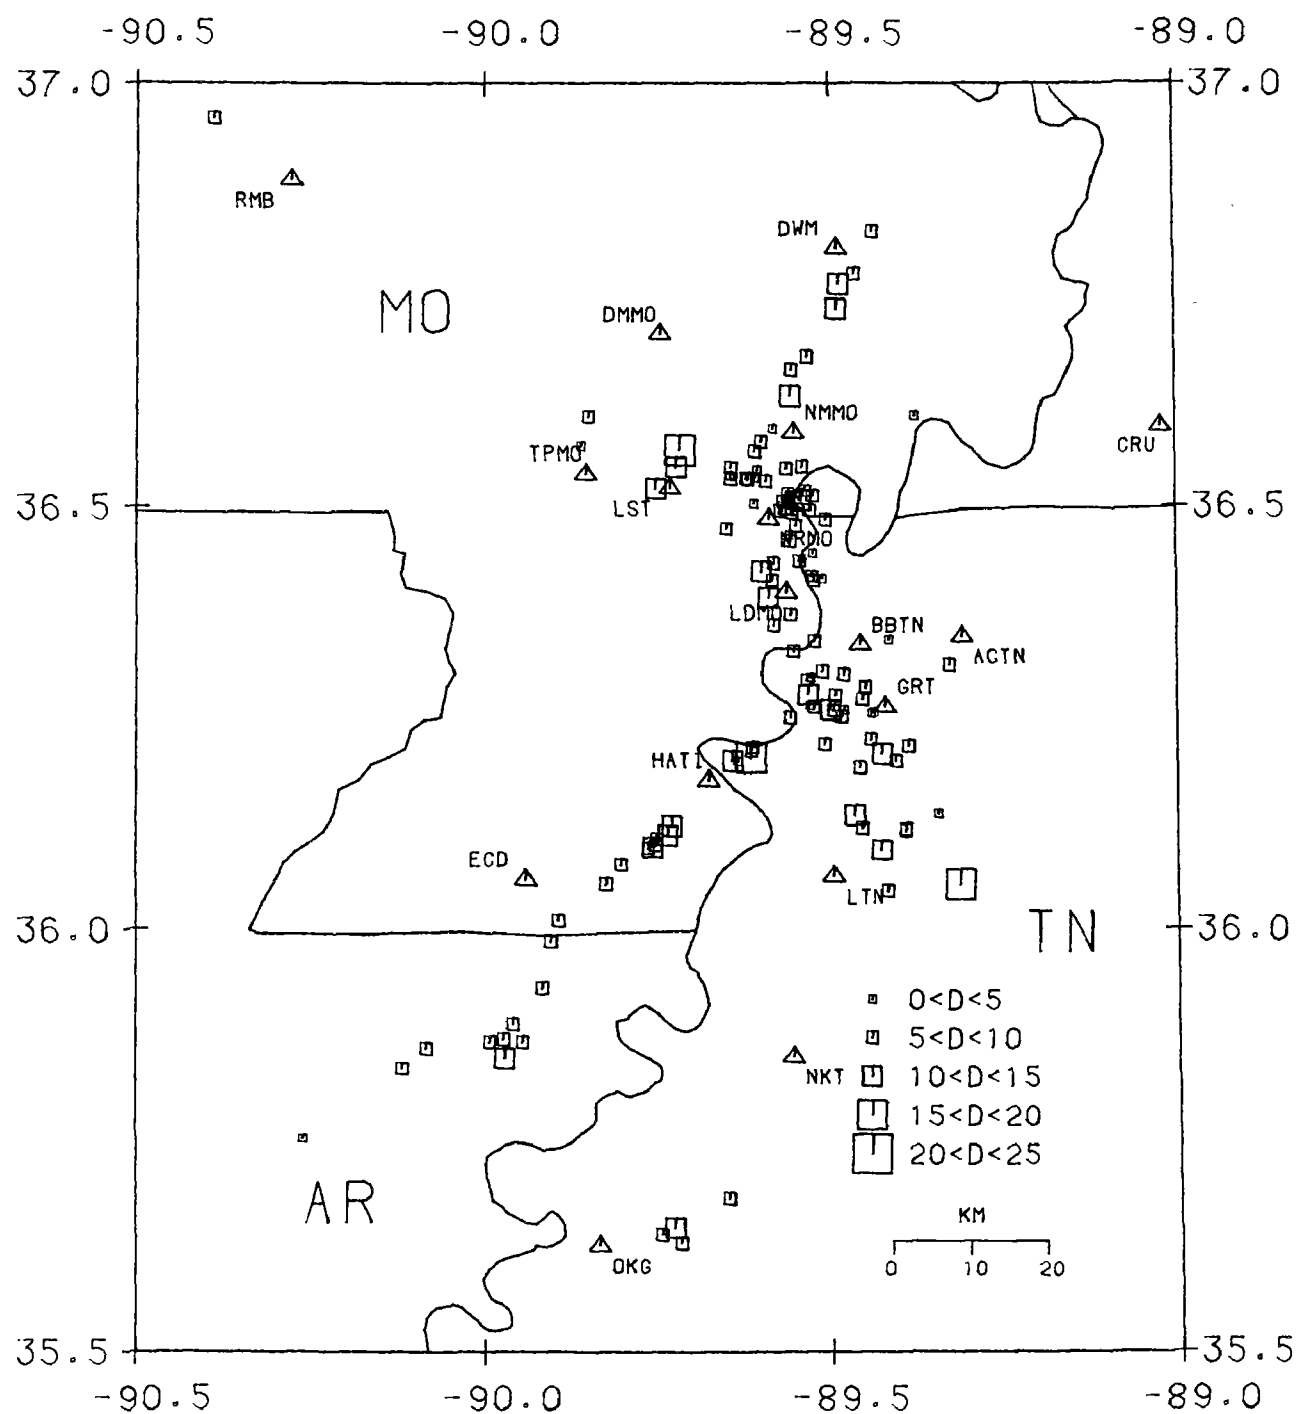 -90.5 -90.0 -89.5 -89.0
37.0 37.0
RMB
DWM
MO
DMMO
NMMO
CRU
TPMO
LST
36.5 36.5
NRMO
LDMO
BBTN
ACTN
GRT
HATI
ECD
LTN
36.0 36.0
TN
0<D<5
5<D<10
NKT
10<D<15
15<D<20
20<D<25
AR
KM
0 10 20
OKG
35.5 35.5
-90.5 -90.0 -89.5 -89.0